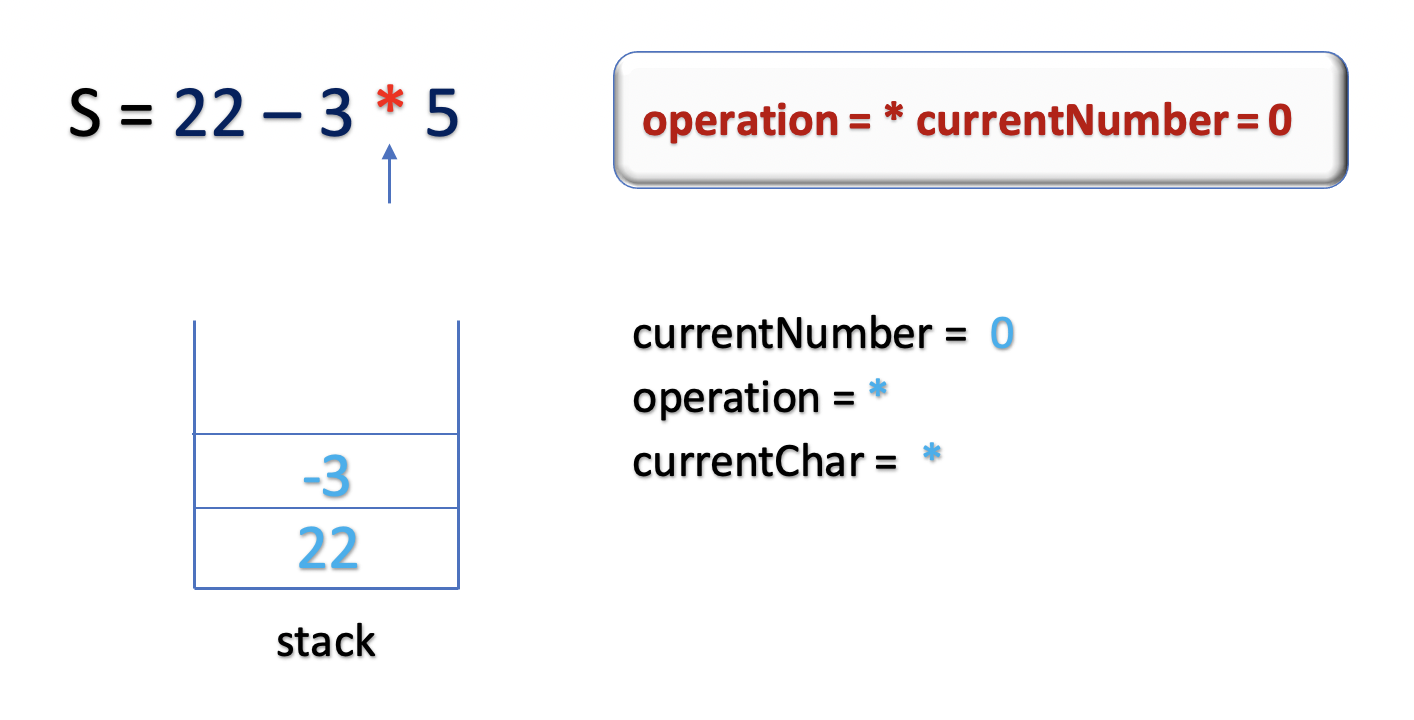 S = 22 – 3 * 5
operation = * currentNumber = 0
currentNumber = 0
operation = *
currentChar = *
-3
22
stack